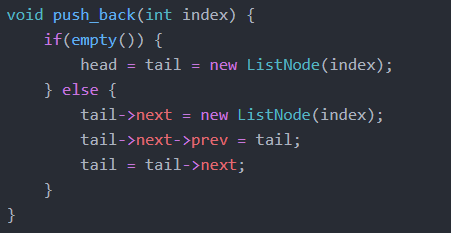 void push_back(int index) {
    if(empty()) {
        head = tail = new ListNode(index);
    } else {
        tail->next = new ListNode(index);
        tail->next->prev = tail;
        tail = tail->next;
    }
}